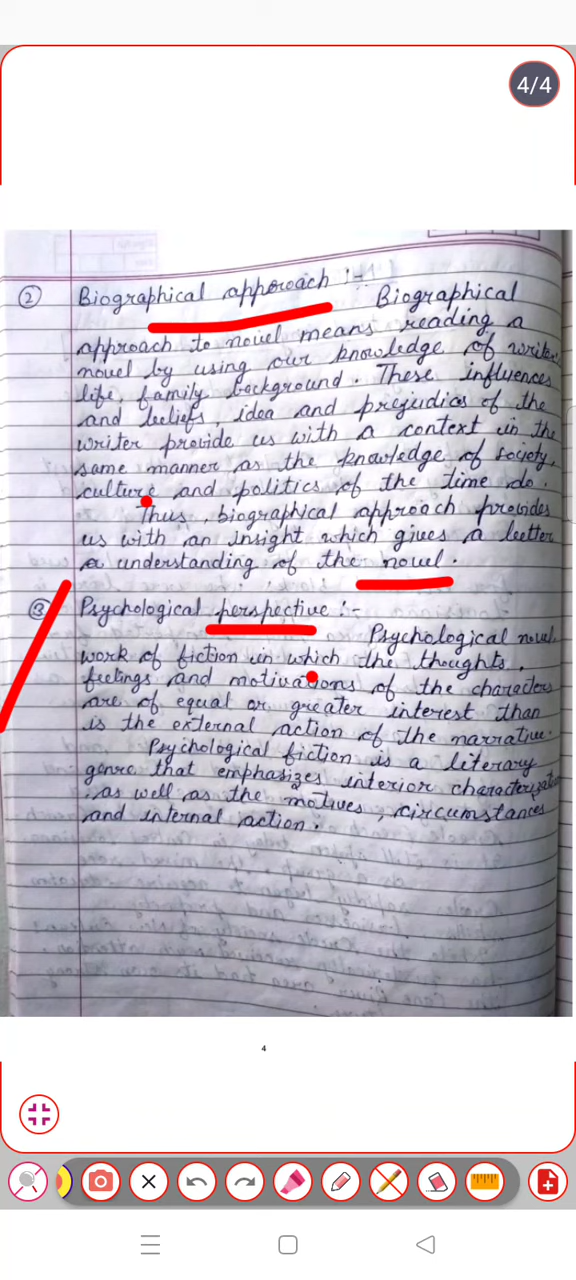 4/4
② Biographical approach :-
Biographical
approach to novel means reading a
novel by using our knowledge of writer
life, family background. These influences
and beliefs, idea and prejudics of the
writer provide us with a context in the
same manner as the knowledge of society,
culture and politics of the time do.
Thus, biographical approach provides
us with an insight which gives a better
understanding of the novel.
③ Psychological perspective :-
Psychological novel,
work of fiction in which the thoughts,
feelings and motivations of the characters
are of equal or greater interest than
is the external action of the narrative.
Psychological fiction is a literary
genre that emphasizes interior characterization
, as well as the motives, circumstances
and internal action.
4